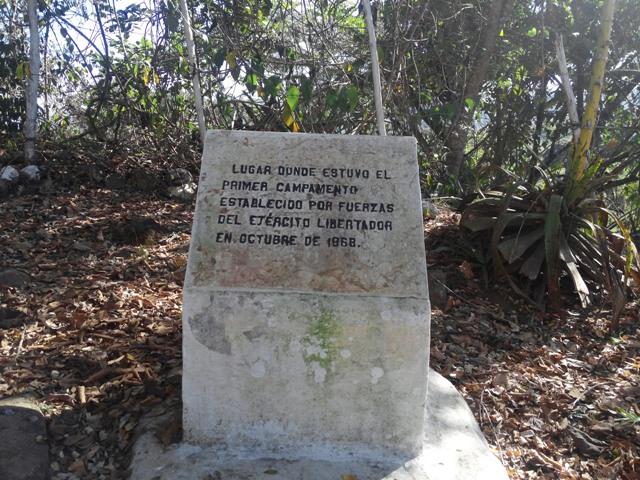 LUGAR DONDE ESTUVO EL
PRIMER CAMPAMENTO
ESTABLECIDO POR FUERZAS
DEL EJÉRCITO LIBERTADOR
EN OCTUBRE DE 1868.